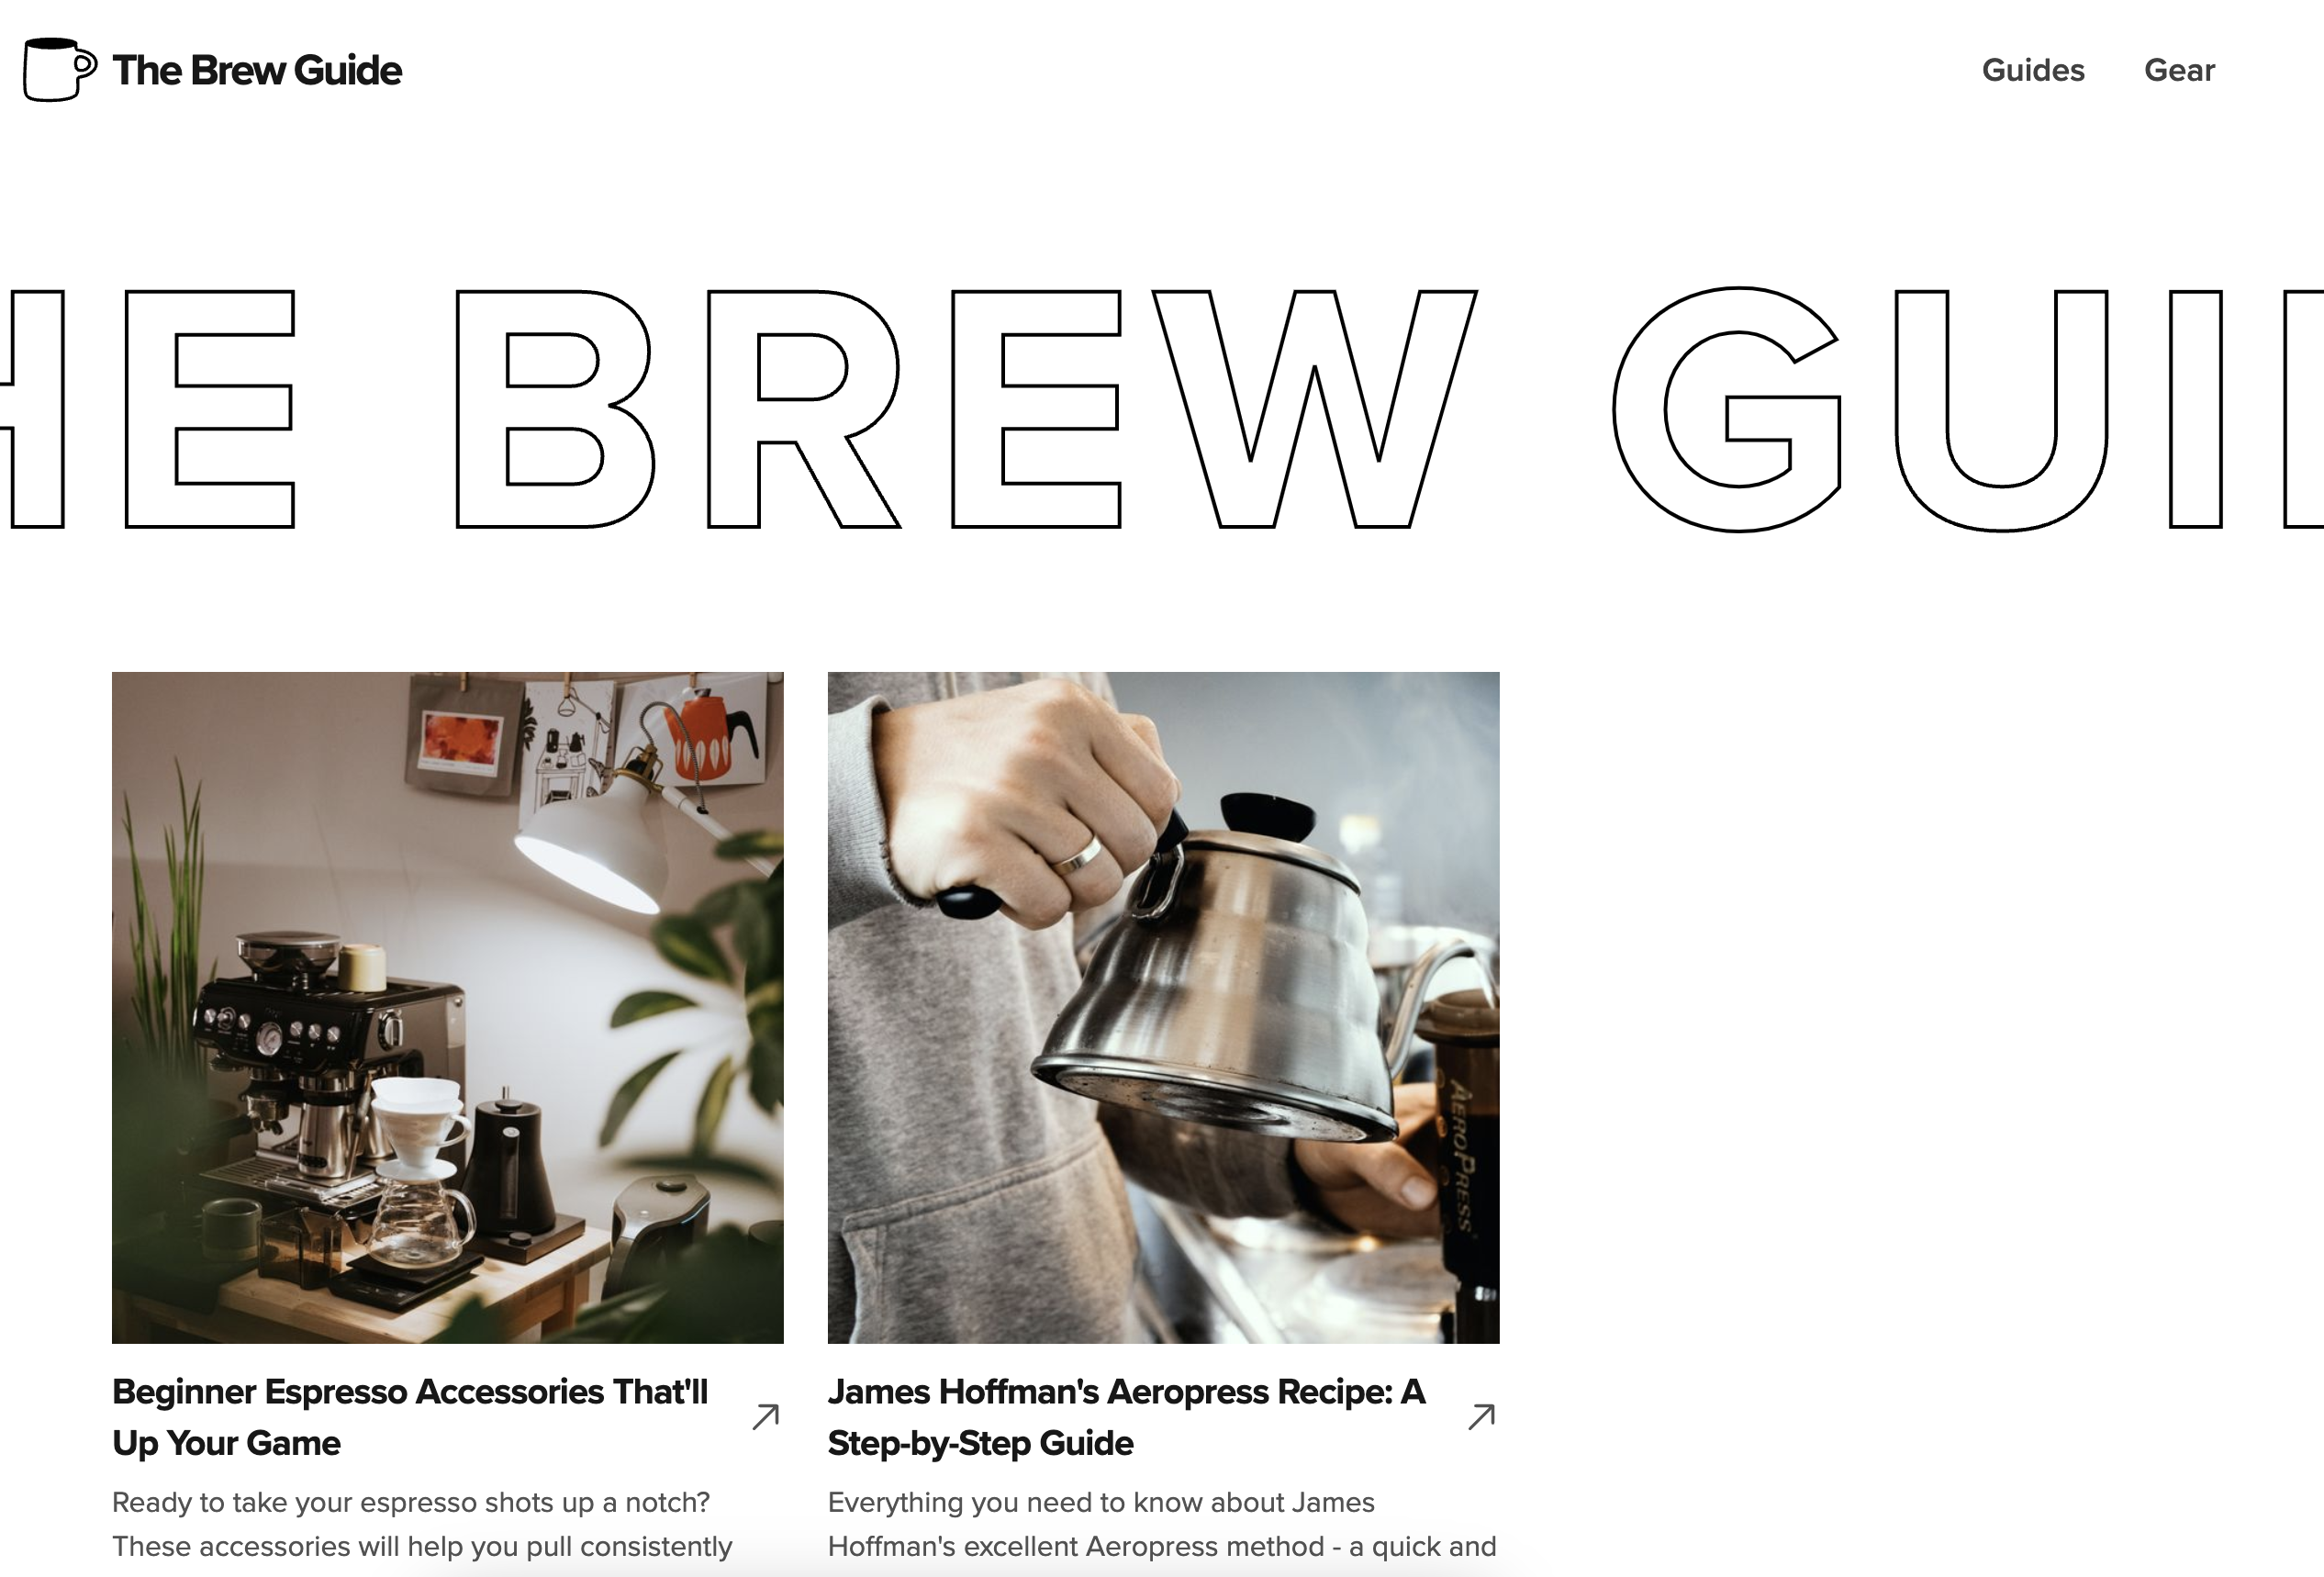 The Brew Guide
Guides
Gear
HE BREW GUI
AEROPRESS
Beginner Espresso Accessories That'll
Up Your Game
Ready to take your espresso shots up a notch?
These accessories will help you pull consistently
James Hoffman's Aeropress Recipe: A
Step-by-Step Guide
Everything you need to know about James
Hoffman's excellent Aeropress method - a quick and